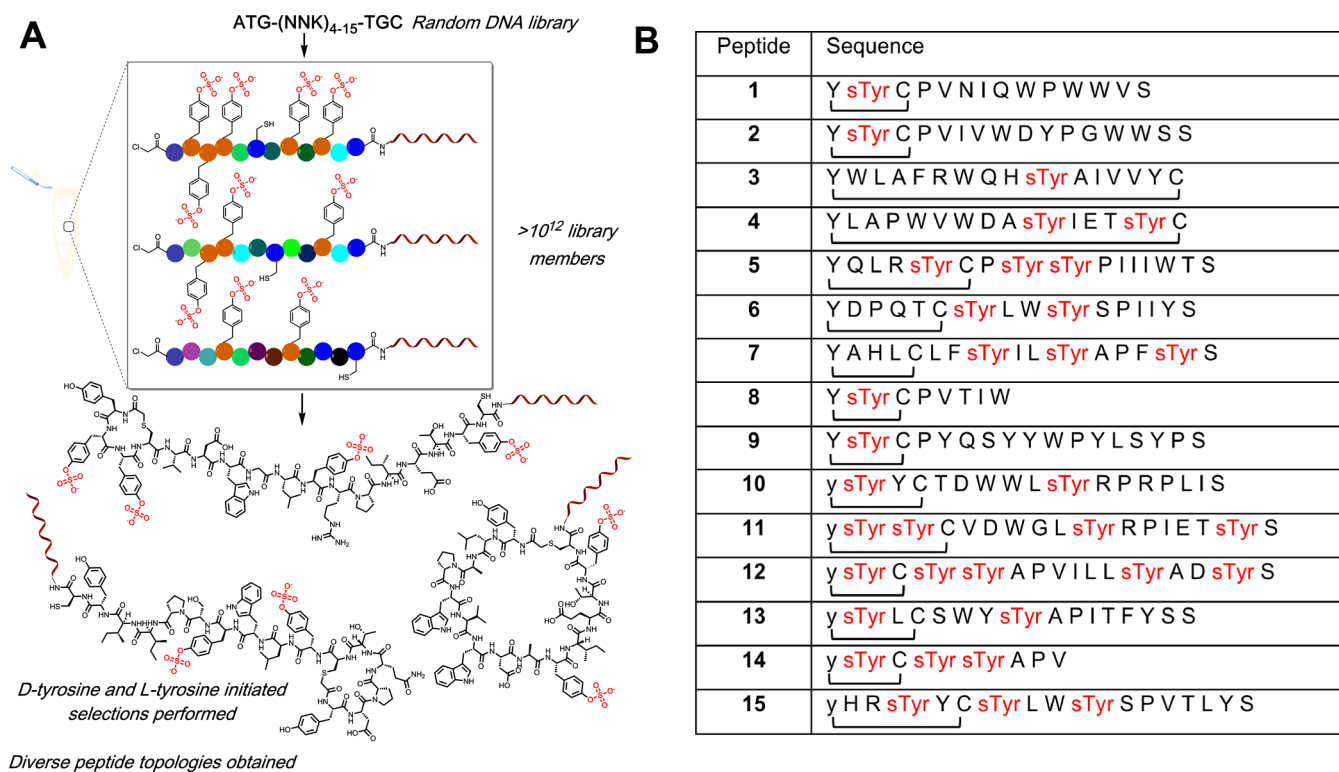 A
ATG-(NNK)4-15-TGC Random DNA library
>10^12 library
members
D-tyrosine and L-tyrosine initiated
selections performed
Diverse peptide topologies obtained
B
Peptide Sequence
1 Y sTyr C P V N I Q W P W W V S
2 Y sTyr C P V I V W D Y P G W W S S
3 Y W L A F R W Q H sTyr A I V V Y C
4 Y L A P W V W D A sTyr I E T sTyr C
5 Y Q L R sTyr C P sTyr sTyr P I I I W T S
6 Y D P Q T C sTyr L W sTyr S P I I Y S
7 Y A H L C L F sTyr I L sTyr A P F sTyr S
8 Y sTyr C P V T I W
9 Y sTyr C P Y Q S Y Y W P Y L S Y P S
10 y sTyr Y C T D W W L sTyr R P R P L I S
11 y sTyr sTyr C V D W G L sTyr R P I E T sTyr S
12 y sTyr C sTyr sTyr A P V I L L sTyr A D sTyr S
13 y sTyr L C S W Y sTyr A P I T F Y S S
14 y sTyr C sTyr sTyr A P V
15 y H R sTyr Y C sTyr L W sTyr S P V T L Y S